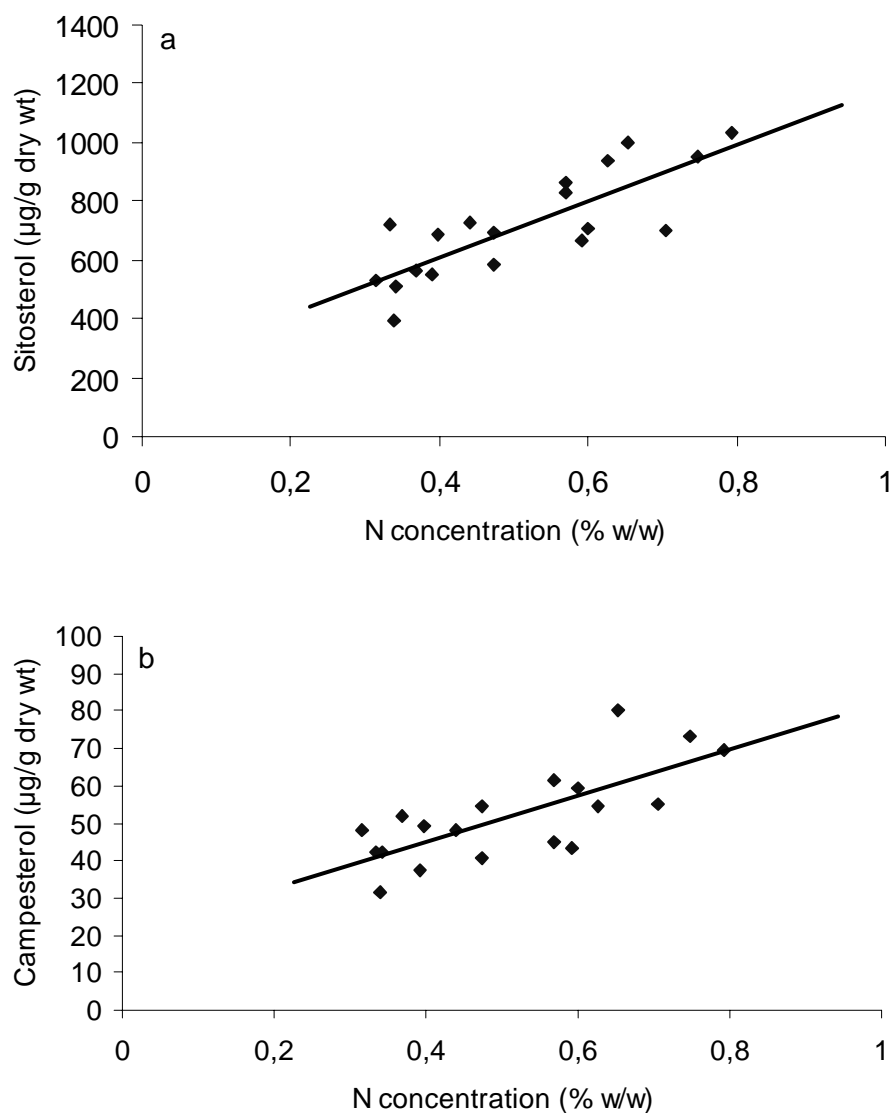 a
Sitosterol (µg/g dry wt)
1400
1200
1000
800
600
400
200
0
0 0,2 0,4 0,6 0,8 1
N concentration (% w/w)
b
Campesterol (µg/g dry wt)
100
90
80
70
60
50
40
30
20
10
0
0 0,2 0,4 0,6 0,8 1
N concentration (% w/w)